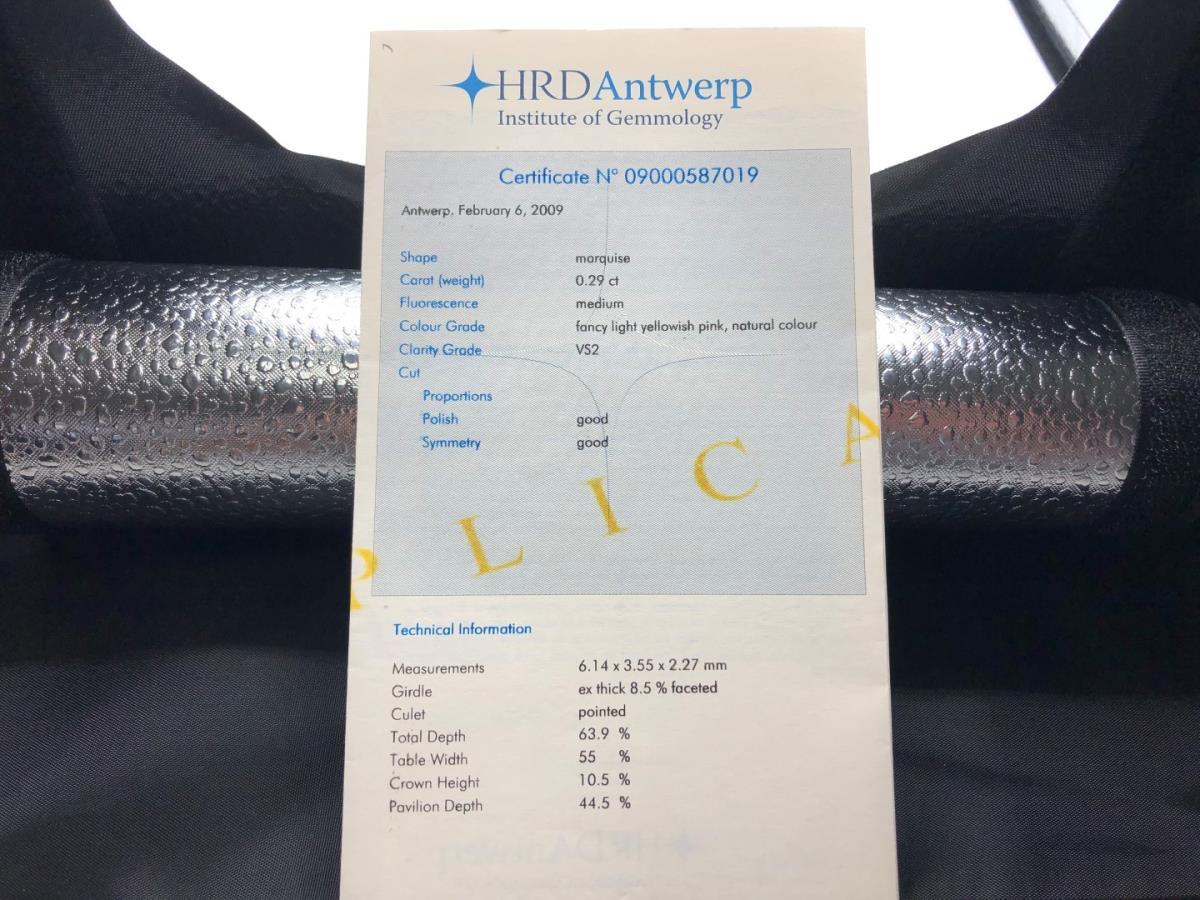 HRDAntwerp
Institute of Gemmology
Certificate N° 09000587019
Antwerp, February 6, 2009
Shape marquise
Carat (weight) 0.29 ct
Fluorescence medium
Colour Grade fancy light yellowish pink, natural colour
Clarity Grade VS2
Cut
Proportions
Polish good
Symmetry good
P L I C A
Technical Information
Measurements 6.14 x 3.55 x 2.27 mm
Girdle ex thick 8.5 % faceted
Culet pointed
Total Depth 63.9 %
Table Width 55 %
Crown Height 10.5 %
Pavilion Depth 44.5 %